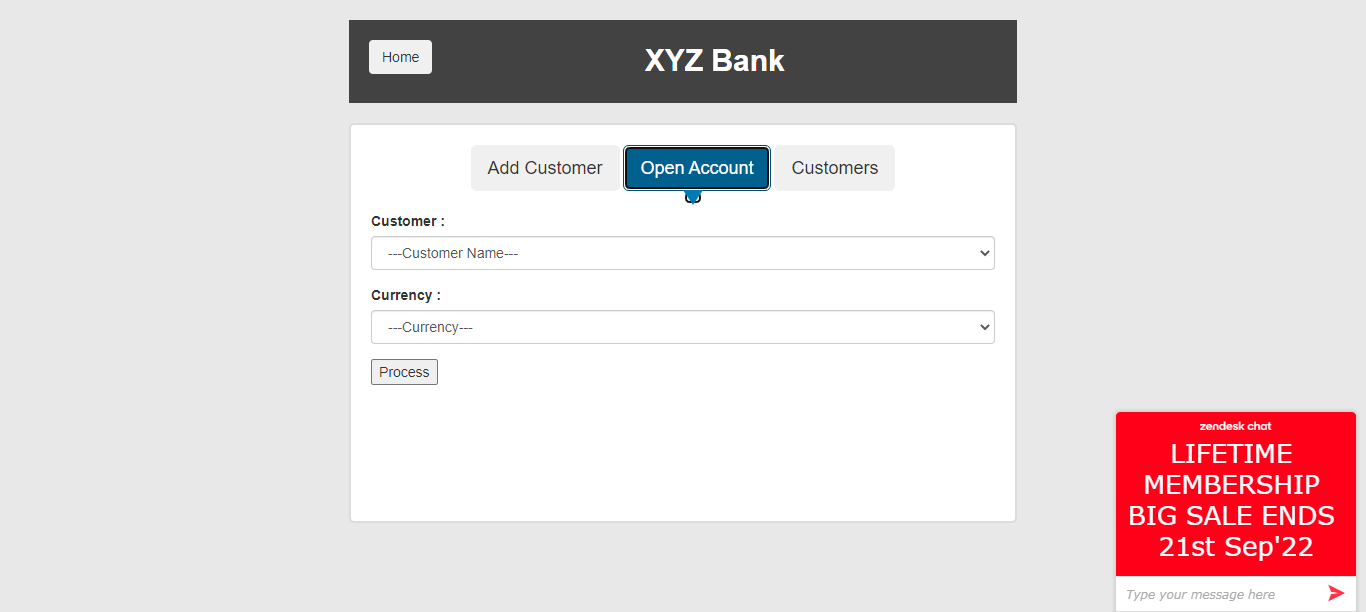 Home
XYZ Bank
Add Customer
Open Account
Customers
Customer :
---Customer Name---
Currency :
---Currency---
Process
zendesk chat
LIFETIME
MEMBERSHIP
BIG SALE ENDS
21st Sep'22
Type your message here